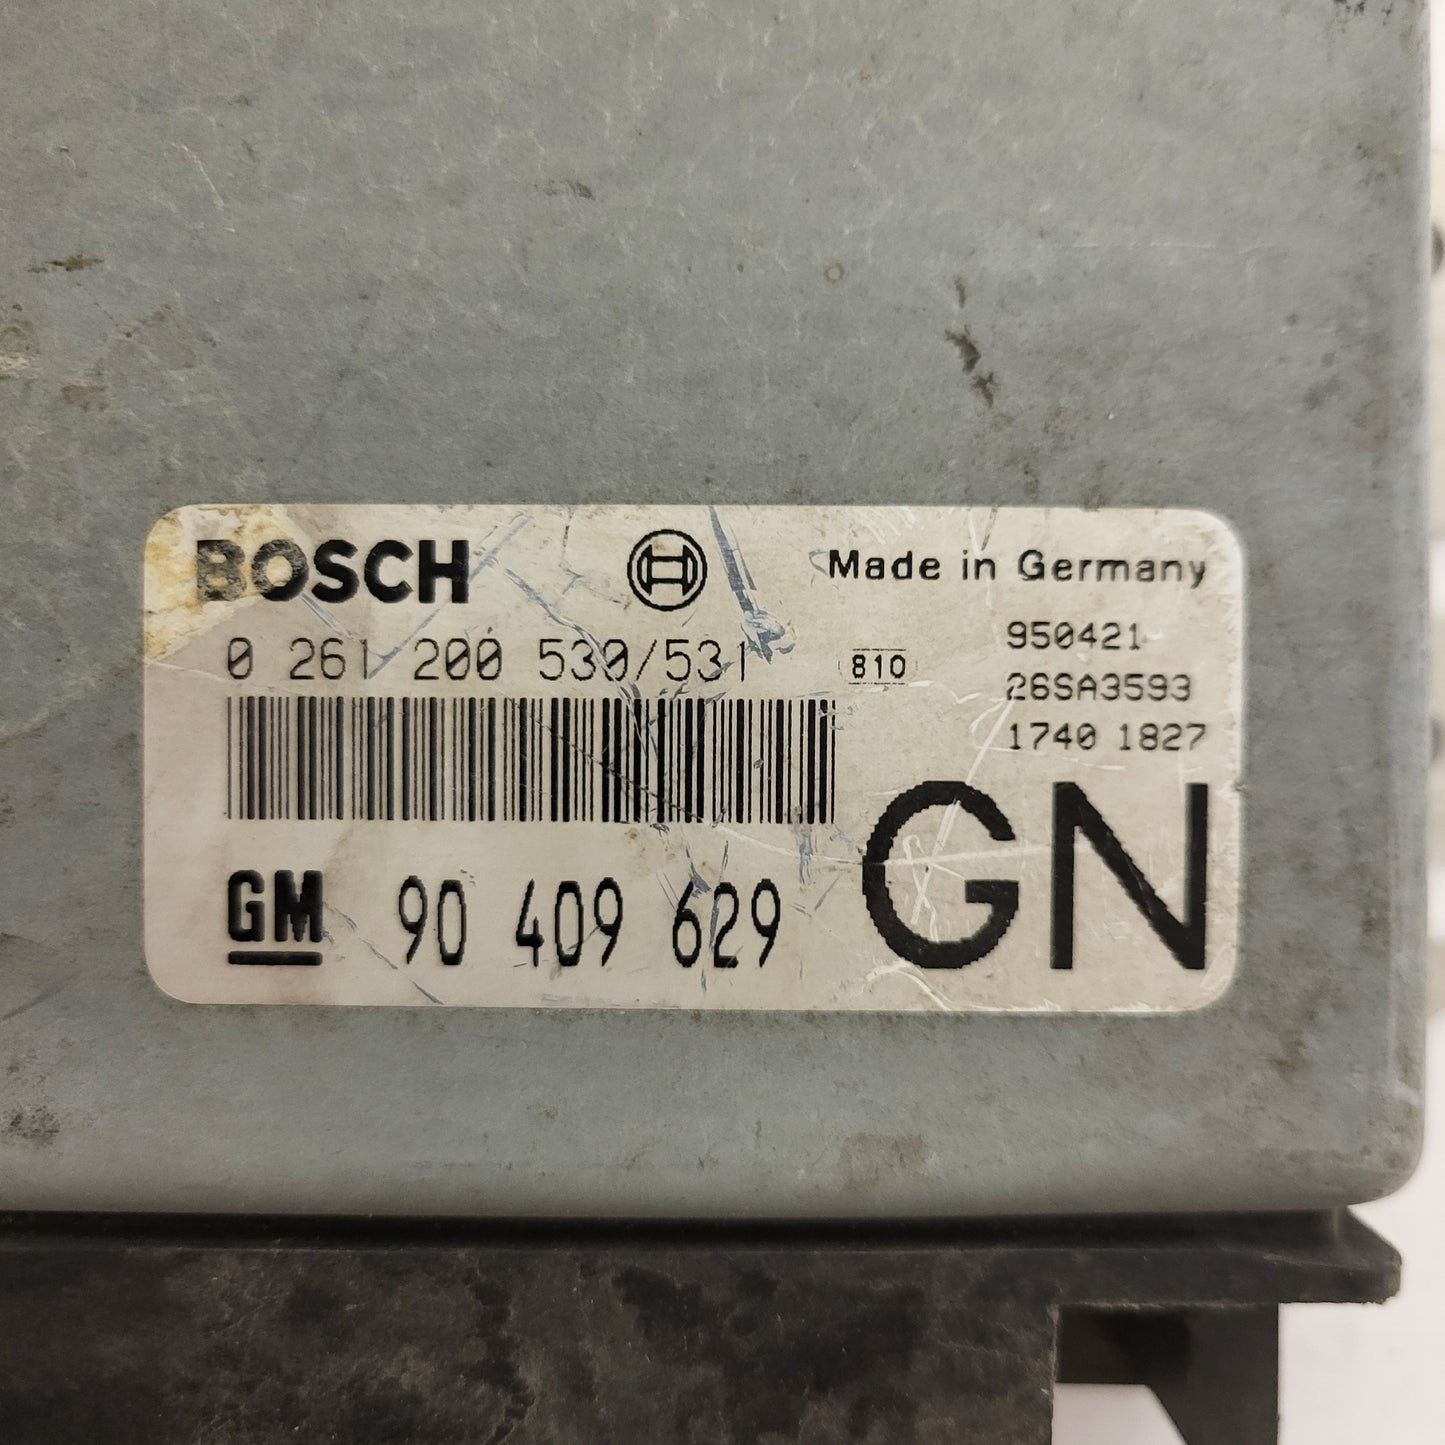 BOSCH
Made in Germany
0 261 200 530/531
810
950421
26SA3593
1740 1827
GM 90 409 629
GN